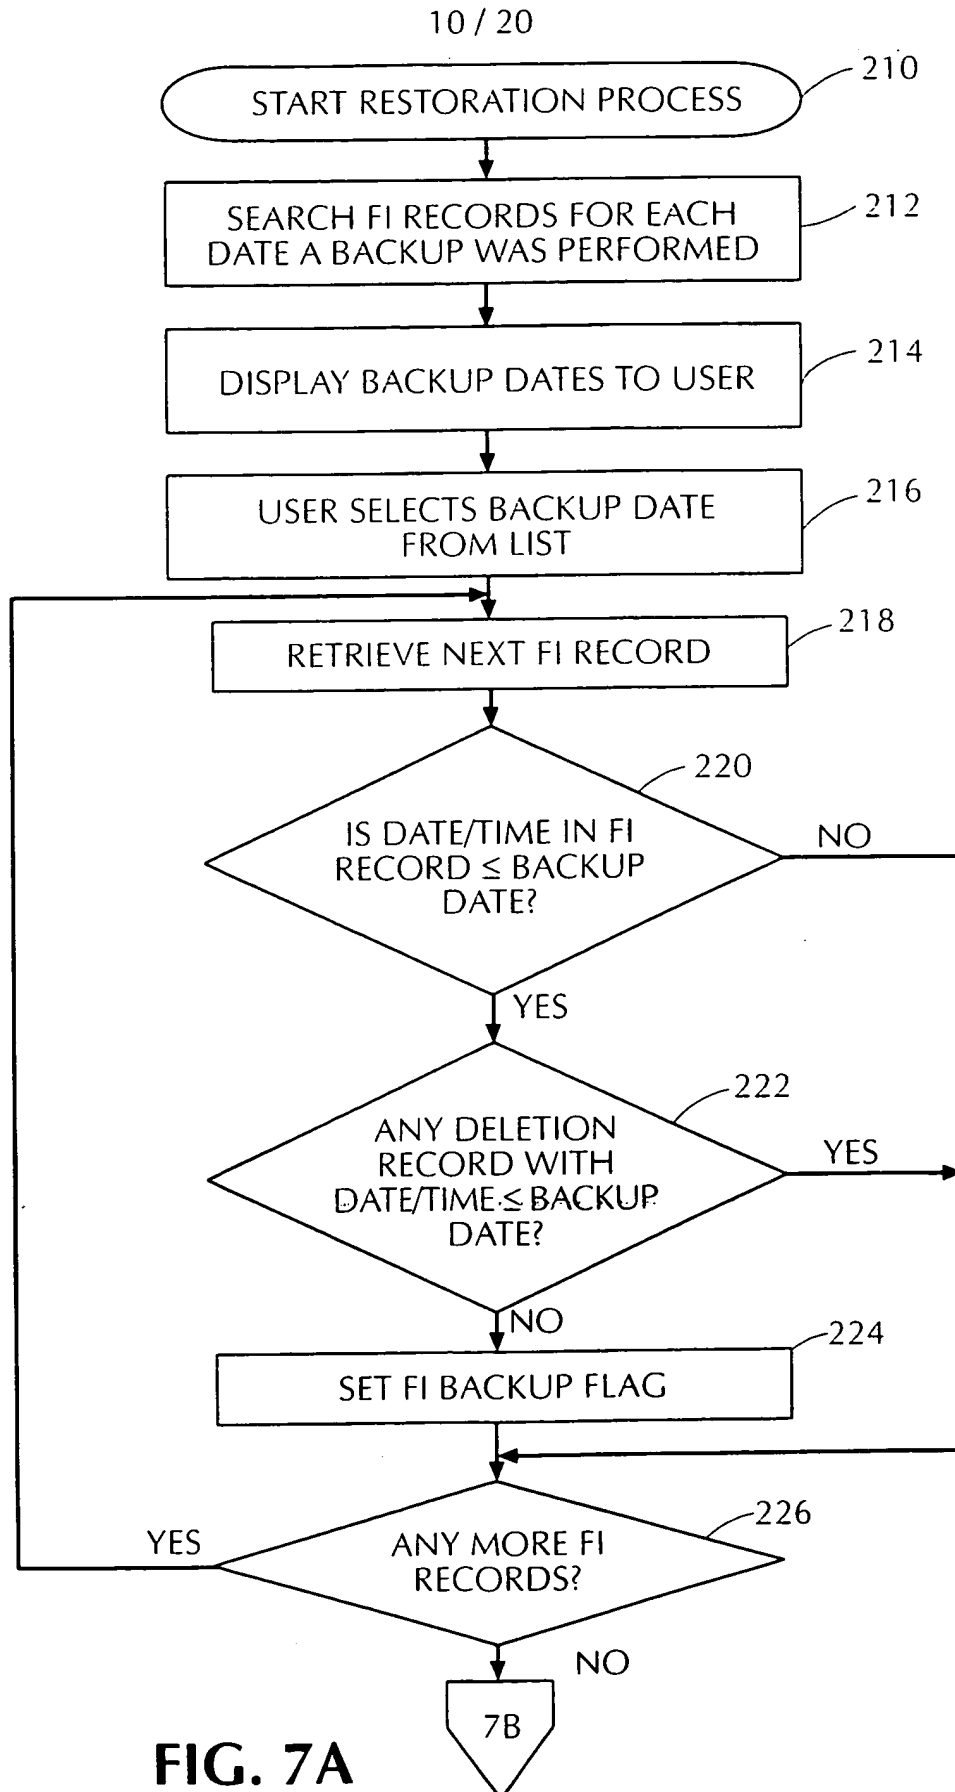 10 / 20
START RESTORATION PROCESS
210
SEARCH FI RECORDS FOR EACH
DATE A BACKUP WAS PERFORMED
212
DISPLAY BACKUP DATES TO USER
214
USER SELECTS BACKUP DATE
FROM LIST
216
RETRIEVE NEXT FI RECORD
218
IS DATE/TIME IN FI
RECORD ≤ BACKUP
DATE?
220
NO
YES
ANY DELETION
RECORD WITH
DATE/TIME ≤ BACKUP
DATE?
222
YES
NO
SET FI BACKUP FLAG
224
ANY MORE FI
RECORDS?
226
YES
NO
7B
FIG. 7A